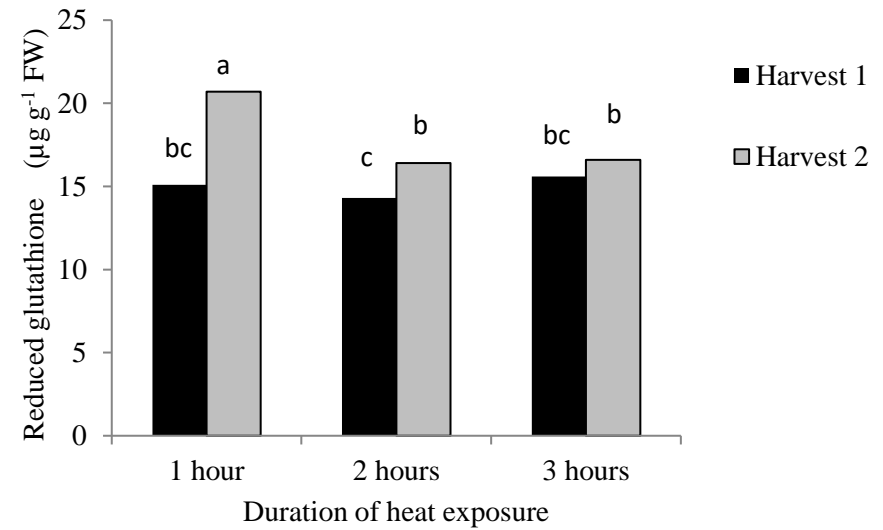 Reduced glutathione (µg g-1 FW)
25
20
15
10
5
0
bc
a
c
b
bc
b
1 hour
2 hours
3 hours
Duration of heat exposure
Harvest 1
Harvest 2